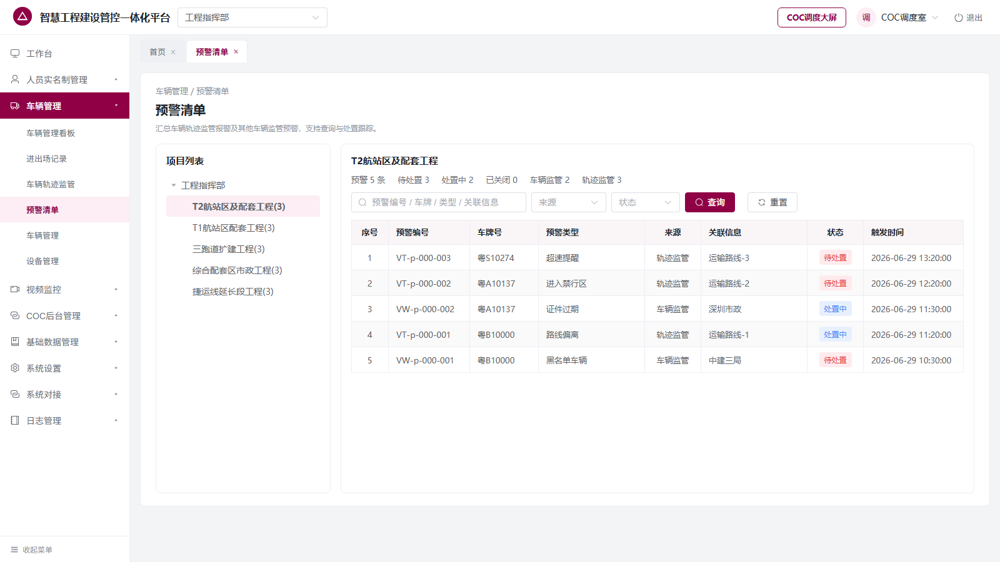 智慧工程建设管控一体化平台
工程指挥部
COC调度大屏
调
COC调度室
退出
工作台
人员实名制管理
车辆管理
车辆管理看板
进出场记录
车辆轨迹监管
预警清单
车辆管理
设备管理
视频监控
COC后台管理
基础数据管理
系统设置
系统对接
日志管理
收起菜单
首页 ×
预警清单 ×
车辆管理 / 预警清单
预警清单
汇总车辆轨迹监管报警及其他车辆监管预警，支持查询与处置跟踪。
项目列表
工程指挥部
T2航站区及配套工程(3)
T1航站区配套工程(3)
三跑道扩建工程(3)
综合配套区市政工程(3)
捷运线延长段工程(3)
T2航站区及配套工程
预警 5 条 待处置 3 处置中 2 已关闭 0 车辆监管 2 轨迹监管 3
预警编号 / 车牌 / 类型 / 关联信息 来源 状态 查询 重置
序号 预警编号 车牌号 预警类型 来源 关联信息 状态 触发时间
1 VT-p-000-003 粤S10274 超速提醒 轨迹监管 运输路线-3 待处置 2026-06-29 13:20:00
2 VT-p-000-002 粤A10137 进入禁行区 轨迹监管 运输路线-2 待处置 2026-06-29 12:20:00
3 VW-p-000-002 粤A10137 证件过期 车辆监管 深圳市政 处置中 2026-06-29 11:30:00
4 VT-p-000-001 粤B10000 路线偏离 轨迹监管 运输路线-1 处置中 2026-06-29 11:20:00
5 VW-p-000-001 粤B10000 黑名单车辆 车辆监管 中建三局 待处置 2026-06-29 10:30:00